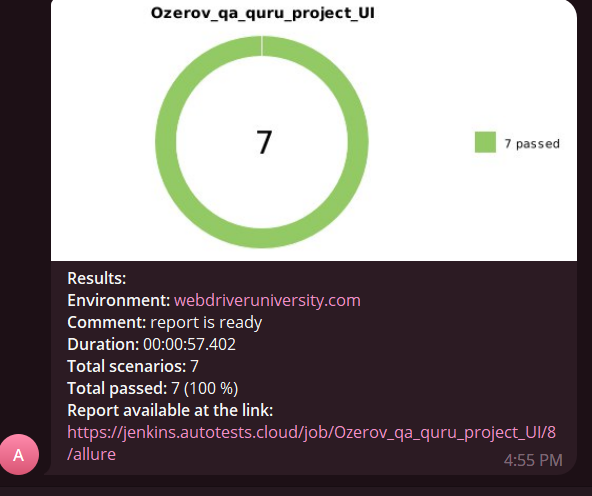 Ozerov_qa_quru_project_UI
7
7 passed
Results:
Environment: webdriveruniversity.com
Comment: report is ready
Duration: 00:00:57.402
Total scenarios: 7
Total passed: 7 (100 %)
Report available at the link:
https://jenkins.autotests.cloud/job/Ozerov_qa_quru_project_UI/8
/allure
A
4:55 PM